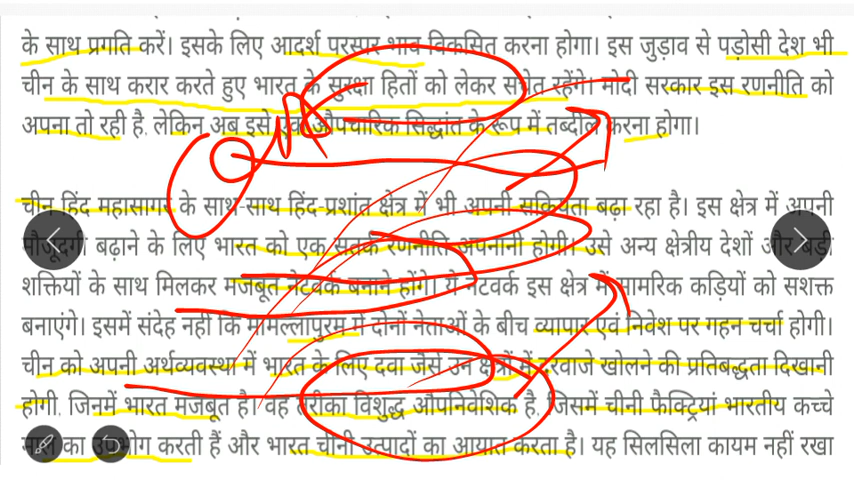 के साथ प्रगति करें। इसके लिए आदर्श परस्पर भाव विकसित करना होगा। इस जुड़ाव से पड़ोसी देश भी
चीन के साथ करार करते हुए भारत के सुरक्षा हितों को लेकर सचेत रहेंगे। मोदी सरकार इस रणनीति को
अपना तो रही है, लेकिन अब इसे एक औपचारिक सिद्धांत के रूप में तब्दील करना होगा।
चीन हिंद महासागर के साथ-साथ हिंद-प्रशांत क्षेत्र में भी अपनी सक्रियता बढ़ा रहा है। इस क्षेत्र में अपनी
मौजूदगी बढ़ाने के लिए भारत को एक सतर्क रणनीति अपनानी होगी। उसे अन्य क्षेत्रीय देशों और बड़ी
शक्तियों के साथ मिलकर मजबूत नेटवर्क बनाने होंगे। ये नेटवर्क इस क्षेत्र में सामरिक कड़ियों को सशक्त
बनाएंगे। इसमें संदेह नहीं कि मामल्लापुरम में दोनों नेताओं के बीच व्यापार एवं निवेश पर गहन चर्चा होगी।
चीन को अपनी अर्थव्यवस्था में भारत के लिए दवा जैसे उन क्षेत्रों में दरवाजे खोलने की प्रतिबद्धता दिखानी
होगी, जिनमें भारत मजबूत है। वह तरीका विशुद्ध औपनिवेशिक है, जिसमें चीनी फैक्ट्रियां भारतीय कच्चे
माल का उपभोग करती हैं और भारत चीनी उत्पादों का आयात करता है। यह सिलसिला कायम नहीं रखा